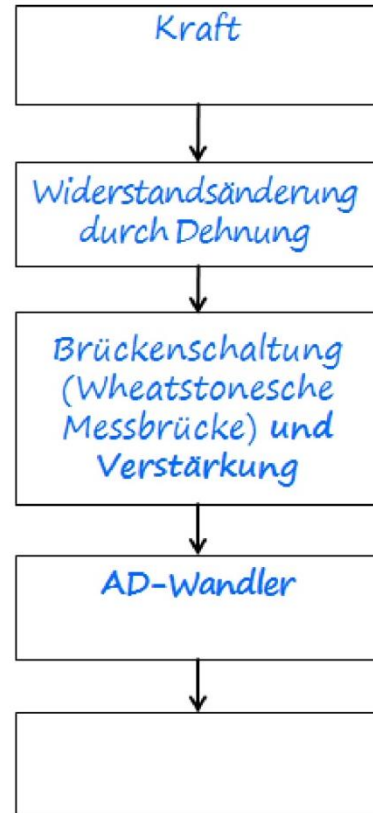 Kraft
Widerstandsänderung
durch Dehnung
Brückenschaltung
(Wheatstonesche
Messbrücke) und
Verstärkung
AD-Wandler